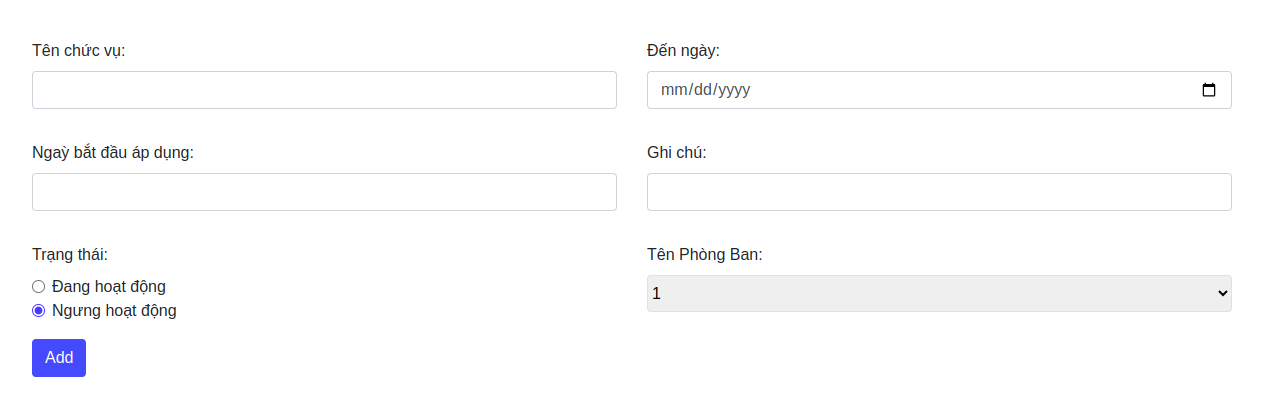 Tên chức vụ:
Đến ngày:
mm/dd/yyyy
Ngaỳ bắt đầu áp dụng:
Ghi chú:
Trạng thái:
Tên Phòng Ban:
Đang hoạt động
1
Ngưng hoạt động
Add